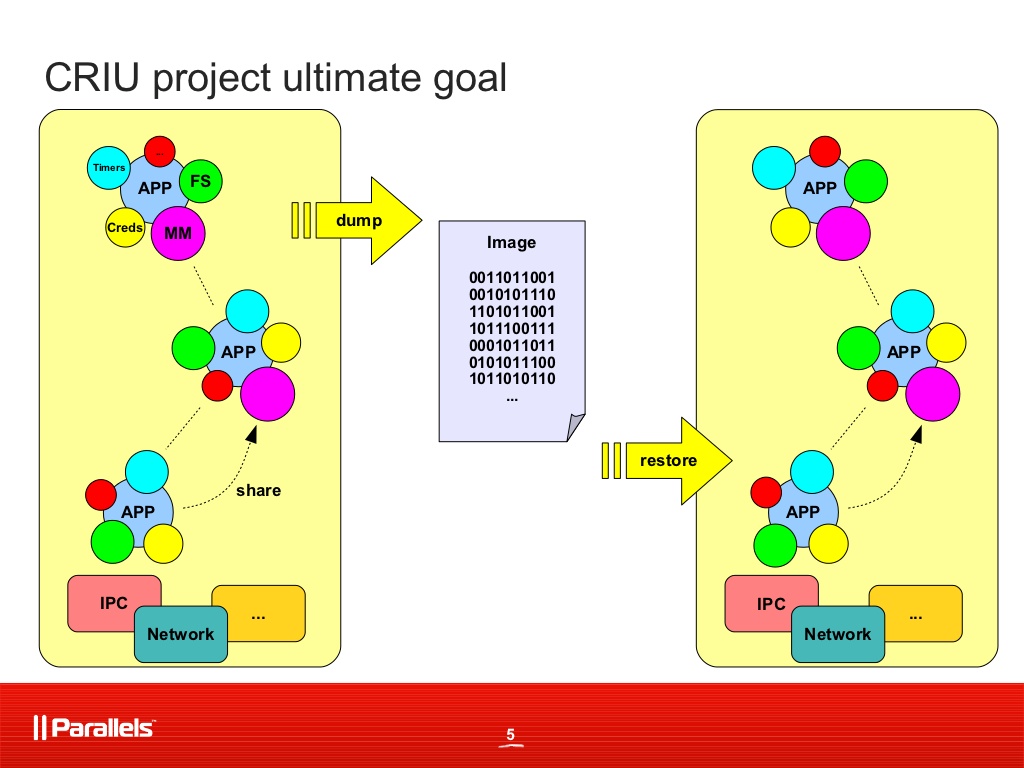 CRIU project ultimate goal
...
Timers
APP
FS
Creds
MM
dump
Image
0011011001
0010101110
1101011001
1011100111
0001011011
0101011100
1011010110
...
APP
share
APP
IPC
Network
...
restore
APP
APP
APP
IPC
Network
...
Parallels™
5